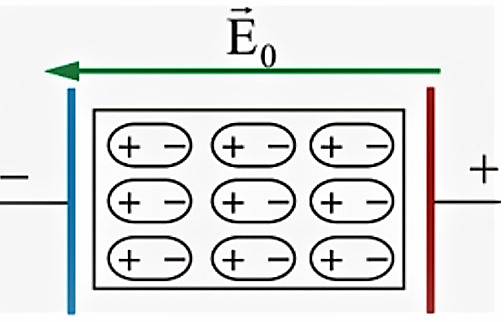 E⃗₀
− +
+ − + − + −
+ − + − + −
+ − + − + −